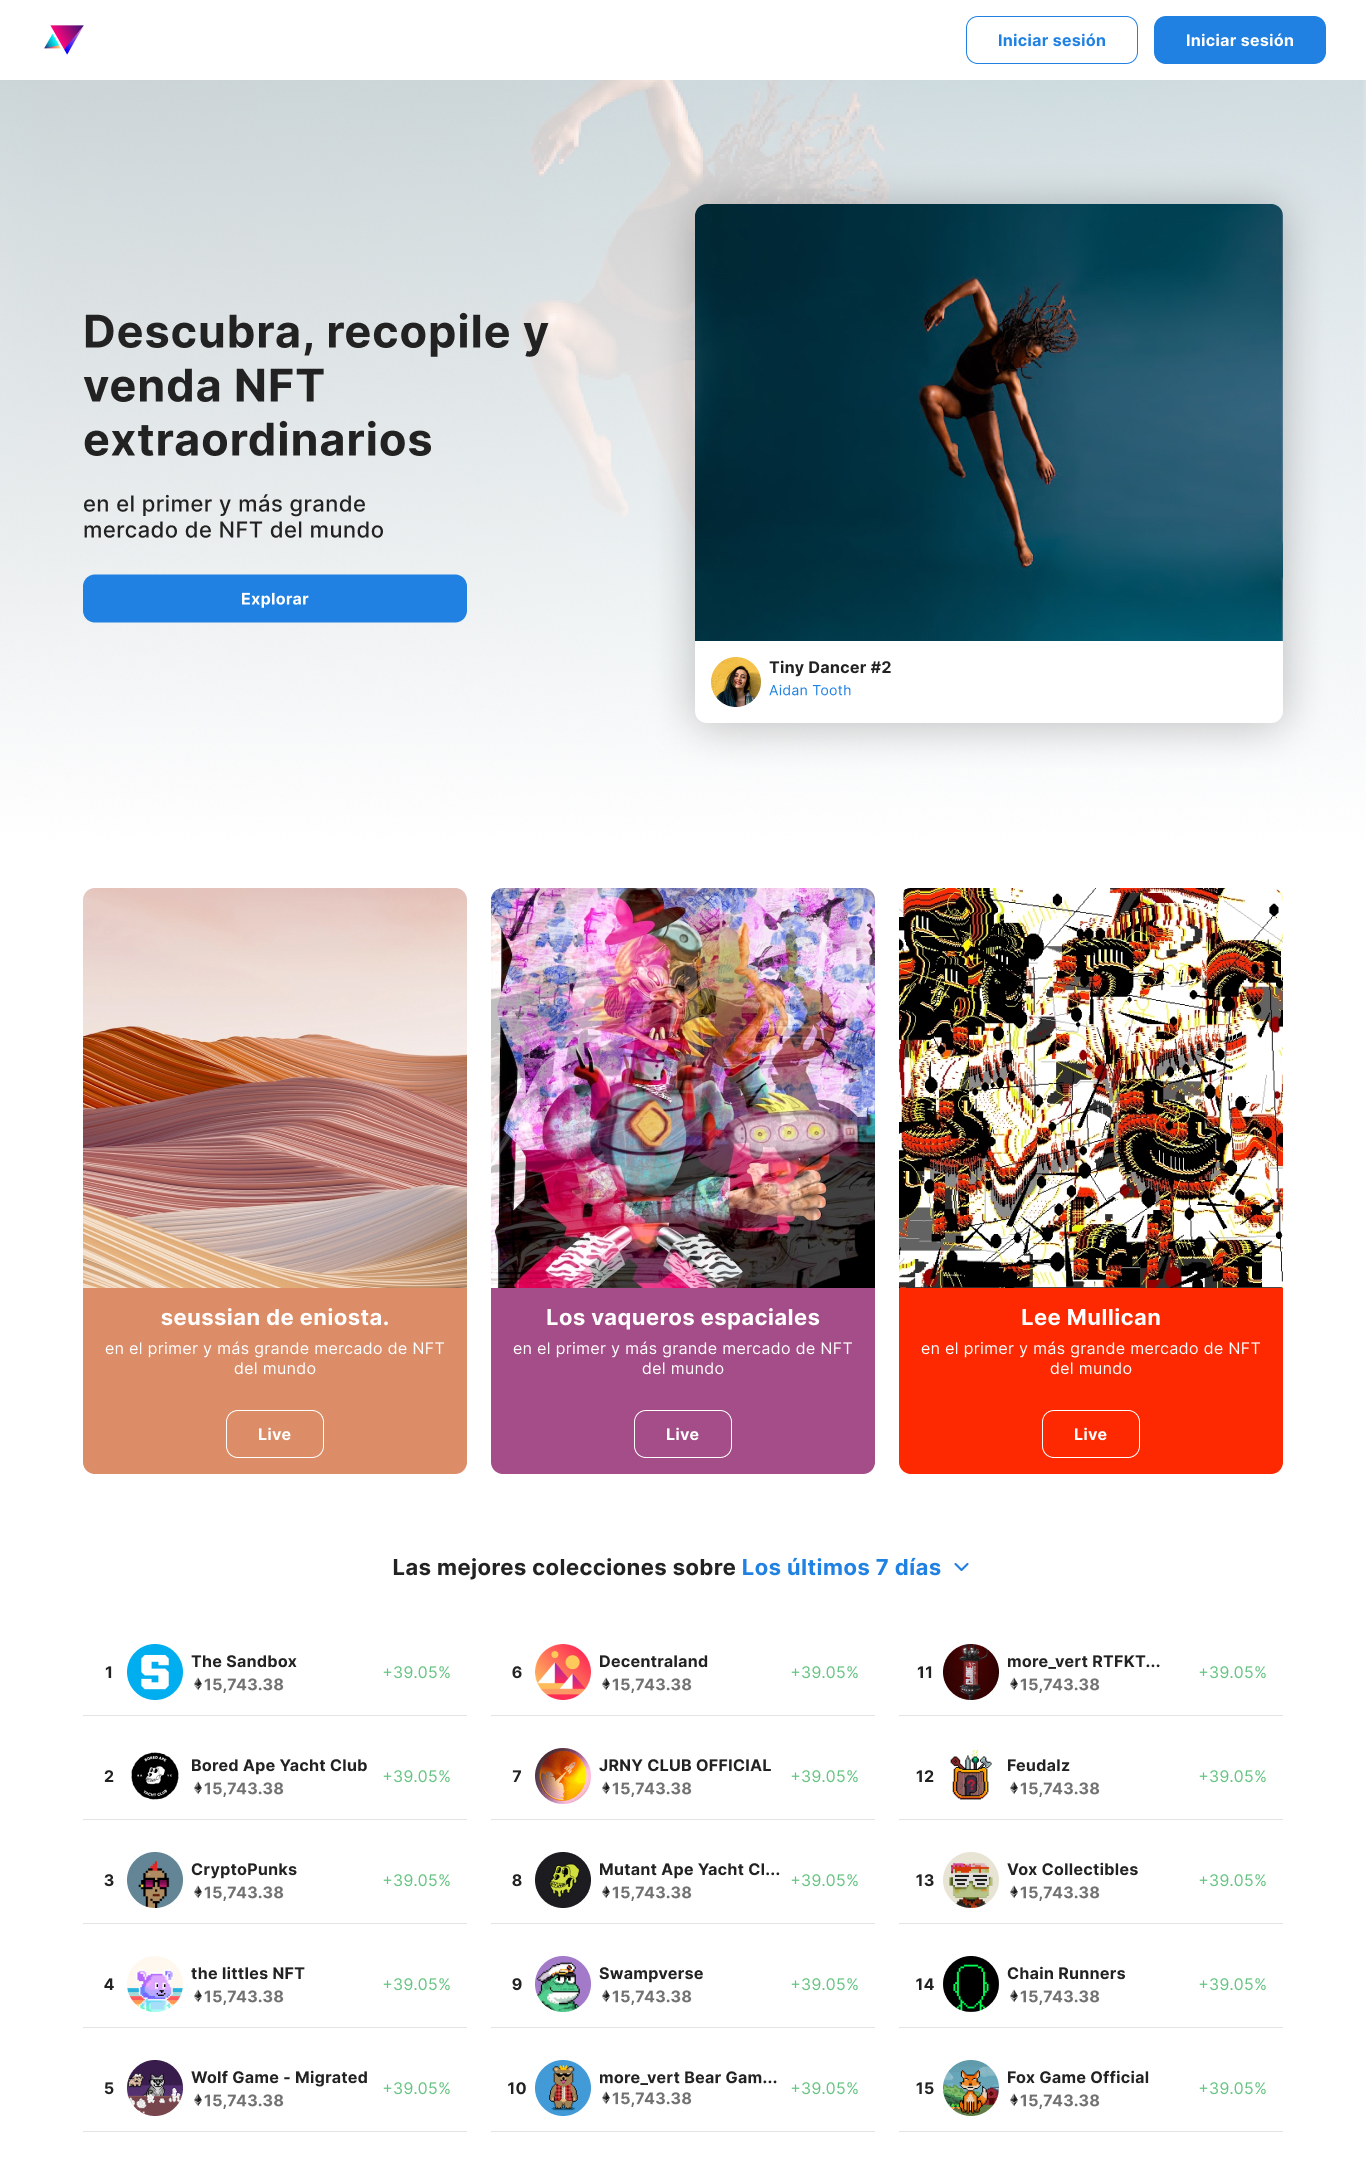 Iniciar sesión
Iniciar sesión
Descubra, recopile y
venda NFT
extraordinarios
en el primer y más grande
mercado de NFT del mundo
Explorar
Tiny Dancer #2
Aidan Tooth
seussian de eniosta.
en el primer y más grande mercado de NFT
del mundo
Live
Los vaqueros espaciales
en el primer y más grande mercado de NFT
del mundo
Live
Lee Mullican
en el primer y más grande mercado de NFT
del mundo
Live
Las mejores colecciones sobre Los últimos 7 días
1
The Sandbox
15,743.38
+39.05%
2
BORED APE
YACHT CLUB
Bored Ape Yacht Club
15,743.38
+39.05%
3
CryptoPunks
15,743.38
+39.05%
4
the littles NFT
15,743.38
+39.05%
5
Wolf Game - Migrated
15,743.38
+39.05%
6
Decentraland
15,743.38
+39.05%
7
JRNY CLUB OFFICIAL
15,743.38
+39.05%
8
Mutant Ape Yacht Cl...
15,743.38
+39.05%
9
Swampverse
15,743.38
+39.05%
10
more_vert Bear Gam...
15,743.38
+39.05%
11
more_vert RTFKT...
15,743.38
+39.05%
12
Feudalz
15,743.38
+39.05%
13
Vox Collectibles
15,743.38
+39.05%
14
Chain Runners
15,743.38
+39.05%
15
Fox Game Official
15,743.38
+39.05%